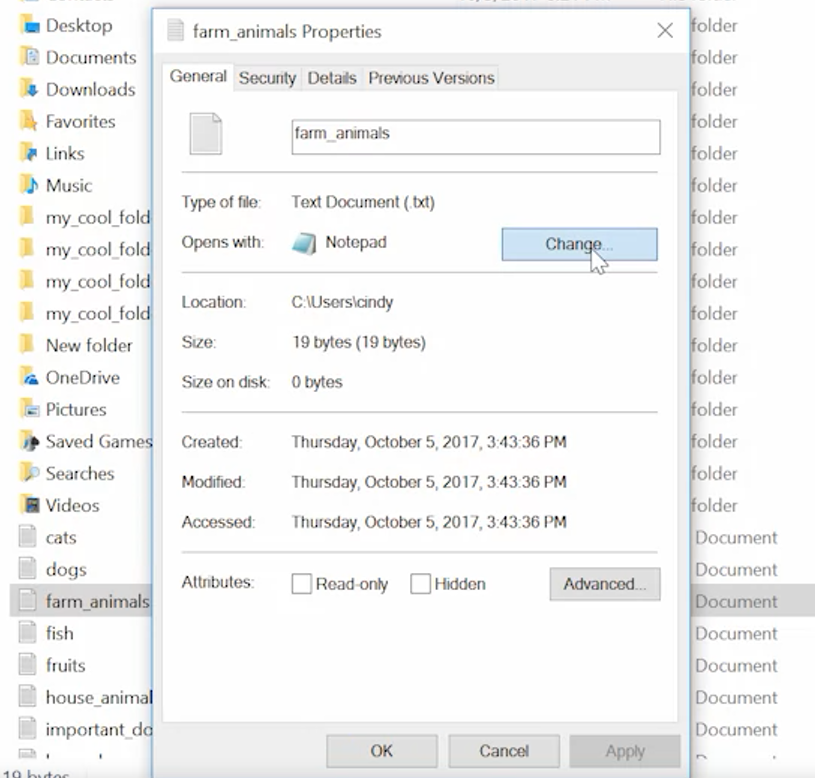 farm_animals Properties
General Security Details Previous Versions
farm_animals
Type of file: Text Document (.txt)
Opens with: Notepad Change...
Location: C:\Users\cindy
Size: 19 bytes (19 bytes)
Size on disk: 0 bytes
Created: Thursday, October 5, 2017, 3:43:36 PM
Modified: Thursday, October 5, 2017, 3:43:36 PM
Accessed: Thursday, October 5, 2017, 3:43:36 PM
Attributes: Read-only Hidden Advanced...
OK Cancel Apply
Desktop folder
Documents folder
Downloads folder
Favorites folder
Links folder
Music folder
my_cool_fold folder
my_cool_fold folder
my_cool_fold folder
my_cool_fold folder
New folder folder
OneDrive folder
Pictures folder
Saved Games folder
Searches folder
Videos folder
cats Document
dogs Document
farm_animals Document
fish Document
fruits Document
house_animal Document
important_do Document
19 bytes